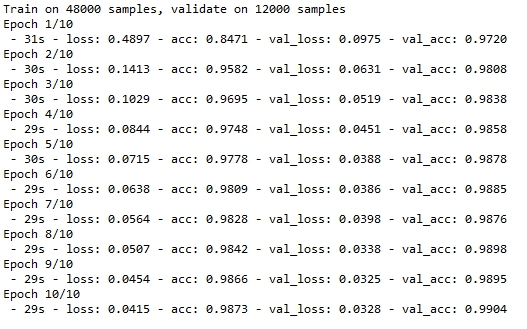 Train on 48000 samples, validate on 12000 samples
Epoch 1/10
 - 31s - loss: 0.4897 - acc: 0.8471 - val_loss: 0.0975 - val_acc: 0.9720
Epoch 2/10
 - 30s - loss: 0.1413 - acc: 0.9582 - val_loss: 0.0631 - val_acc: 0.9808
Epoch 3/10
 - 30s - loss: 0.1029 - acc: 0.9695 - val_loss: 0.0519 - val_acc: 0.9838
Epoch 4/10
 - 29s - loss: 0.0844 - acc: 0.9748 - val_loss: 0.0451 - val_acc: 0.9858
Epoch 5/10
 - 30s - loss: 0.0715 - acc: 0.9778 - val_loss: 0.0388 - val_acc: 0.9878
Epoch 6/10
 - 29s - loss: 0.0638 - acc: 0.9809 - val_loss: 0.0386 - val_acc: 0.9885
Epoch 7/10
 - 29s - loss: 0.0564 - acc: 0.9828 - val_loss: 0.0398 - val_acc: 0.9876
Epoch 8/10
 - 29s - loss: 0.0507 - acc: 0.9842 - val_loss: 0.0338 - val_acc: 0.9898
Epoch 9/10
 - 29s - loss: 0.0454 - acc: 0.9866 - val_loss: 0.0325 - val_acc: 0.9895
Epoch 10/10
 - 29s - loss: 0.0415 - acc: 0.9873 - val_loss: 0.0328 - val_acc: 0.9904